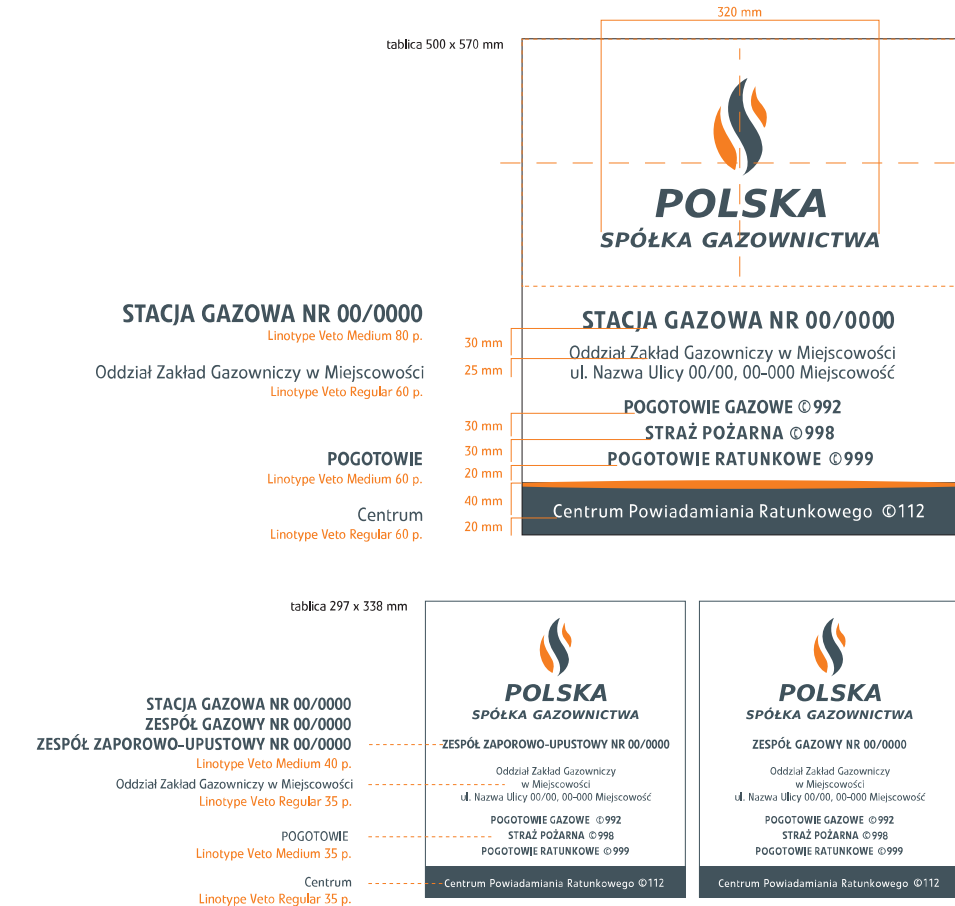 320 mm
tablica 500 x 570 mm
POLSKA
SPÓŁKA GAZOWNICTWA
STACJA GAZOWA NR 00/0000
Linotype Veto Medium 80 p.
Oddział Zakład Gazowniczy w Miejscowości
Linotype Veto Regular 60 p.
POGOTOWIE
Linotype Veto Medium 60 p.
Centrum
Linotype Veto Regular 60 p.
30 mm
25 mm
30 mm
30 mm
20 mm
40 mm
20 mm
STACJA GAZOWA NR 00/0000
Oddział Zakład Gazowniczy w Miejscowości
ul. Nazwa Ulicy 00/00, 00-000 Miejscowość
POGOTOWIE GAZOWE ✆992
STRAŻ POŻARNA ✆998
POGOTOWIE RATUNKOWE ✆999
Centrum Powiadamiania Ratunkowego ✆112
tablica 297 x 338 mm
STACJA GAZOWA NR 00/0000
ZESPÓŁ GAZOWY NR 00/0000
ZESPÓŁ ZAPOROWO-UPUSTOWY NR 00/0000
Linotype Veto Medium 40 p.
Oddział Zakład Gazowniczy w Miejscowości
Linotype Veto Regular 35 p.
POGOTOWIE
Linotype Veto Medium 35 p.
Centrum
Linotype Veto Regular 35 p.
POLSKA
SPÓŁKA GAZOWNICTWA
ZESPÓŁ ZAPOROWO-UPUSTOWY NR 00/0000
Oddział Zakład Gazowniczy
w Miejscowości
ul. Nazwa Ulicy 00/00, 00-000 Miejscowość
POGOTOWIE GAZOWE ✆992
STRAŻ POŻARNA ✆998
POGOTOWIE RATUNKOWE ✆999
Centrum Powiadamiania Ratunkowego ✆112
POLSKA
SPÓŁKA GAZOWNICTWA
ZESPÓŁ GAZOWY NR 00/0000
Oddział Zakład Gazowniczy
w Miejscowości
ul. Nazwa Ulicy 00/00, 00-000 Miejscowość
POGOTOWIE GAZOWE ✆992
STRAŻ POŻARNA ✆998
POGOTOWIE RATUNKOWE ✆999
Centrum Powiadamiania Ratunkowego ✆112